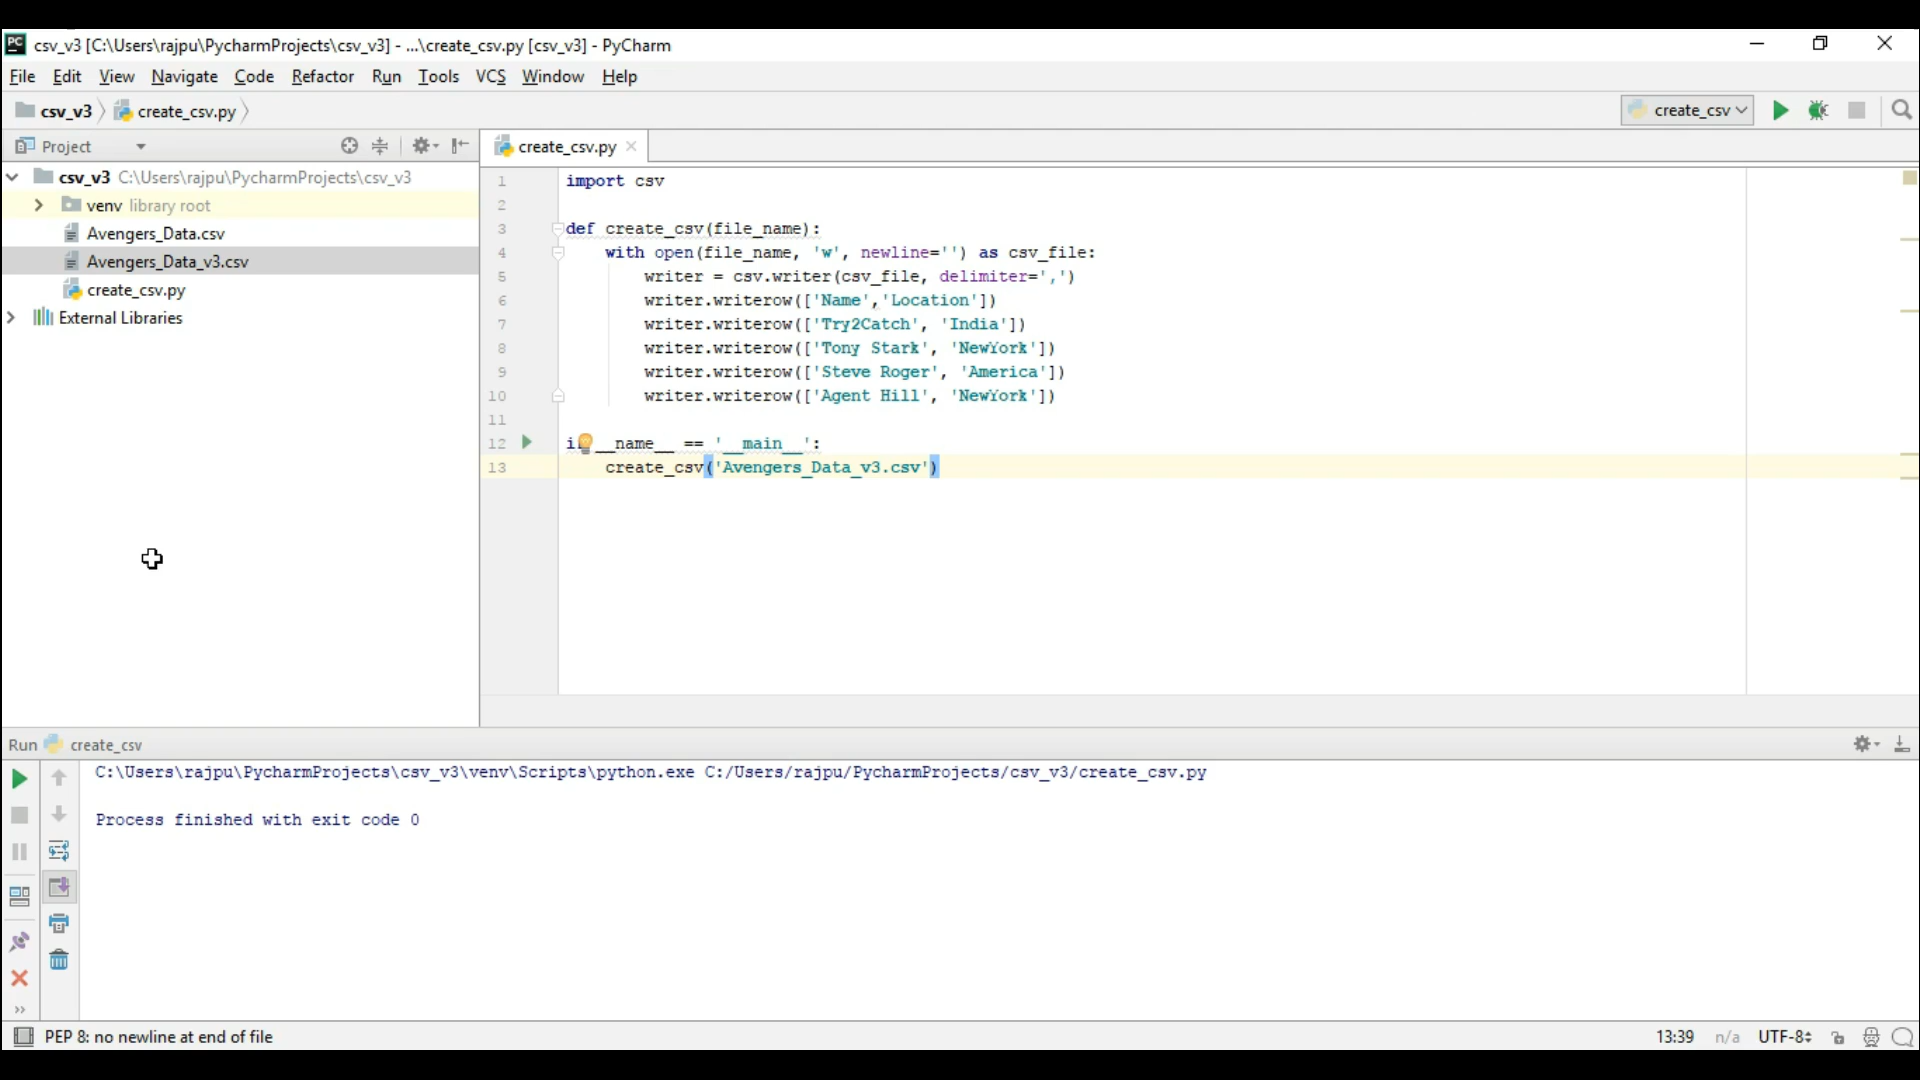 PC csv_v3 [C:\Users\rajpu\PycharmProjects\csv_v3] - ...\create_csv.py [csv_v3] - PyCharm
File Edit View Navigate Code Refactor Run Tools VCS Window Help
csv_v3 create_csv.py create_csv
Project create_csv.py
csv_v3 C:\Users\rajpu\PycharmProjects\csv_v3
venv library root
Avengers_Data.csv
Avengers_Data_v3.csv
create_csv.py
External Libraries
1 import csv
2
3 def create_csv(file_name):
4 with open(file_name, 'w', newline='') as csv_file:
5 writer = csv.writer(csv_file, delimiter=',')
6 writer.writerow(['Name','Location'])
7 writer.writerow(['Try2Catch', 'India'])
8 writer.writerow(['Tony Stark', 'NewYork'])
9 writer.writerow(['Steve Roger', 'America'])
10 writer.writerow(['Agent Hill', 'NewYork'])
11
12 if __name__ == '__main__':
13 create_csv('Avengers_Data_v3.csv')
Run create_csv
C:\Users\rajpu\PycharmProjects\csv_v3\venv\Scripts\python.exe C:/Users/rajpu/PycharmProjects/csv_v3/create_csv.py
Process finished with exit code 0
PEP 8: no newline at end of file 13:39 n/a UTF-8